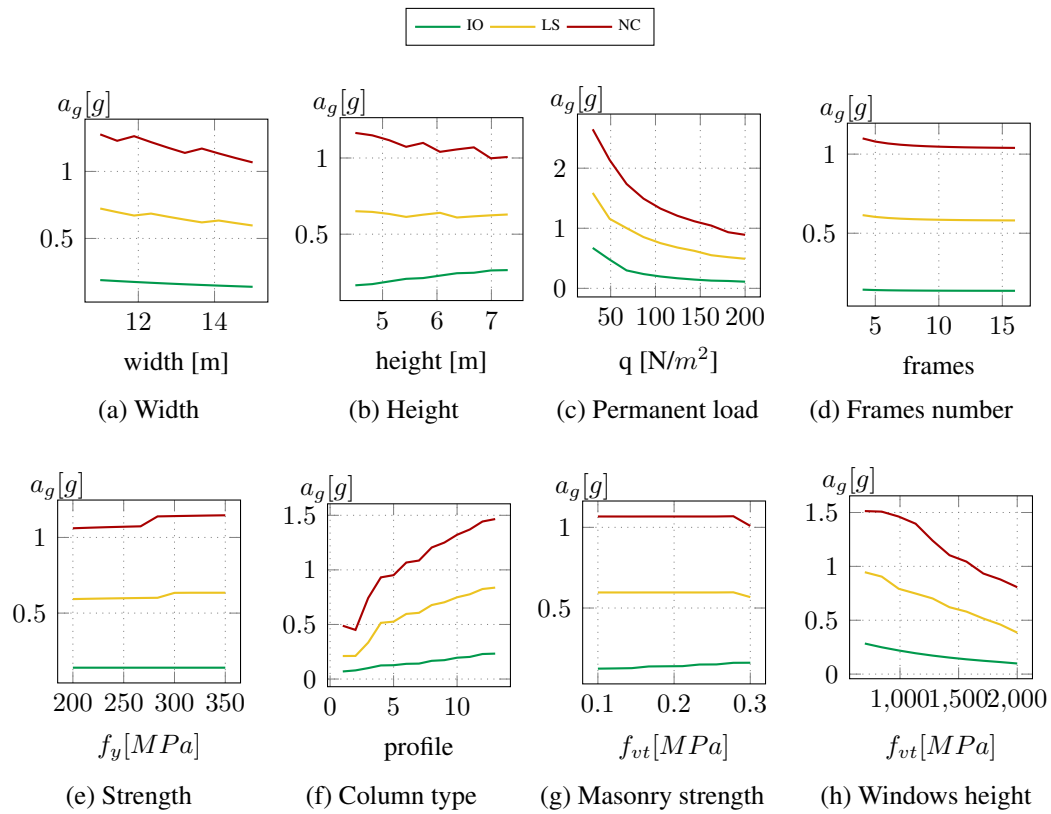 IO LS NC
a_g[g] a_g[g] a_g[g] a_g[g]
1 1 2 1
0.5 0.5 1 0.5
0
12 14 5 6 7 50 100 150 200 5 10 15
width [m] height [m] q [N/m²] frames
(a) Width (b) Height (c) Permanent load (d) Frames number
a_g[g] a_g[g] a_g[g] a_g[g]
1 1.5 1 1.5
0.5 1 0.5 1
0.5 0.5
0 0
200 250 300 350 0 5 10 0.1 0.2 0.3 1,000 1,500 2,000
f_y[MPa] profile f_vt[MPa] f_vt[MPa]
(e) Strength (f) Column type (g) Masonry strength (h) Windows height